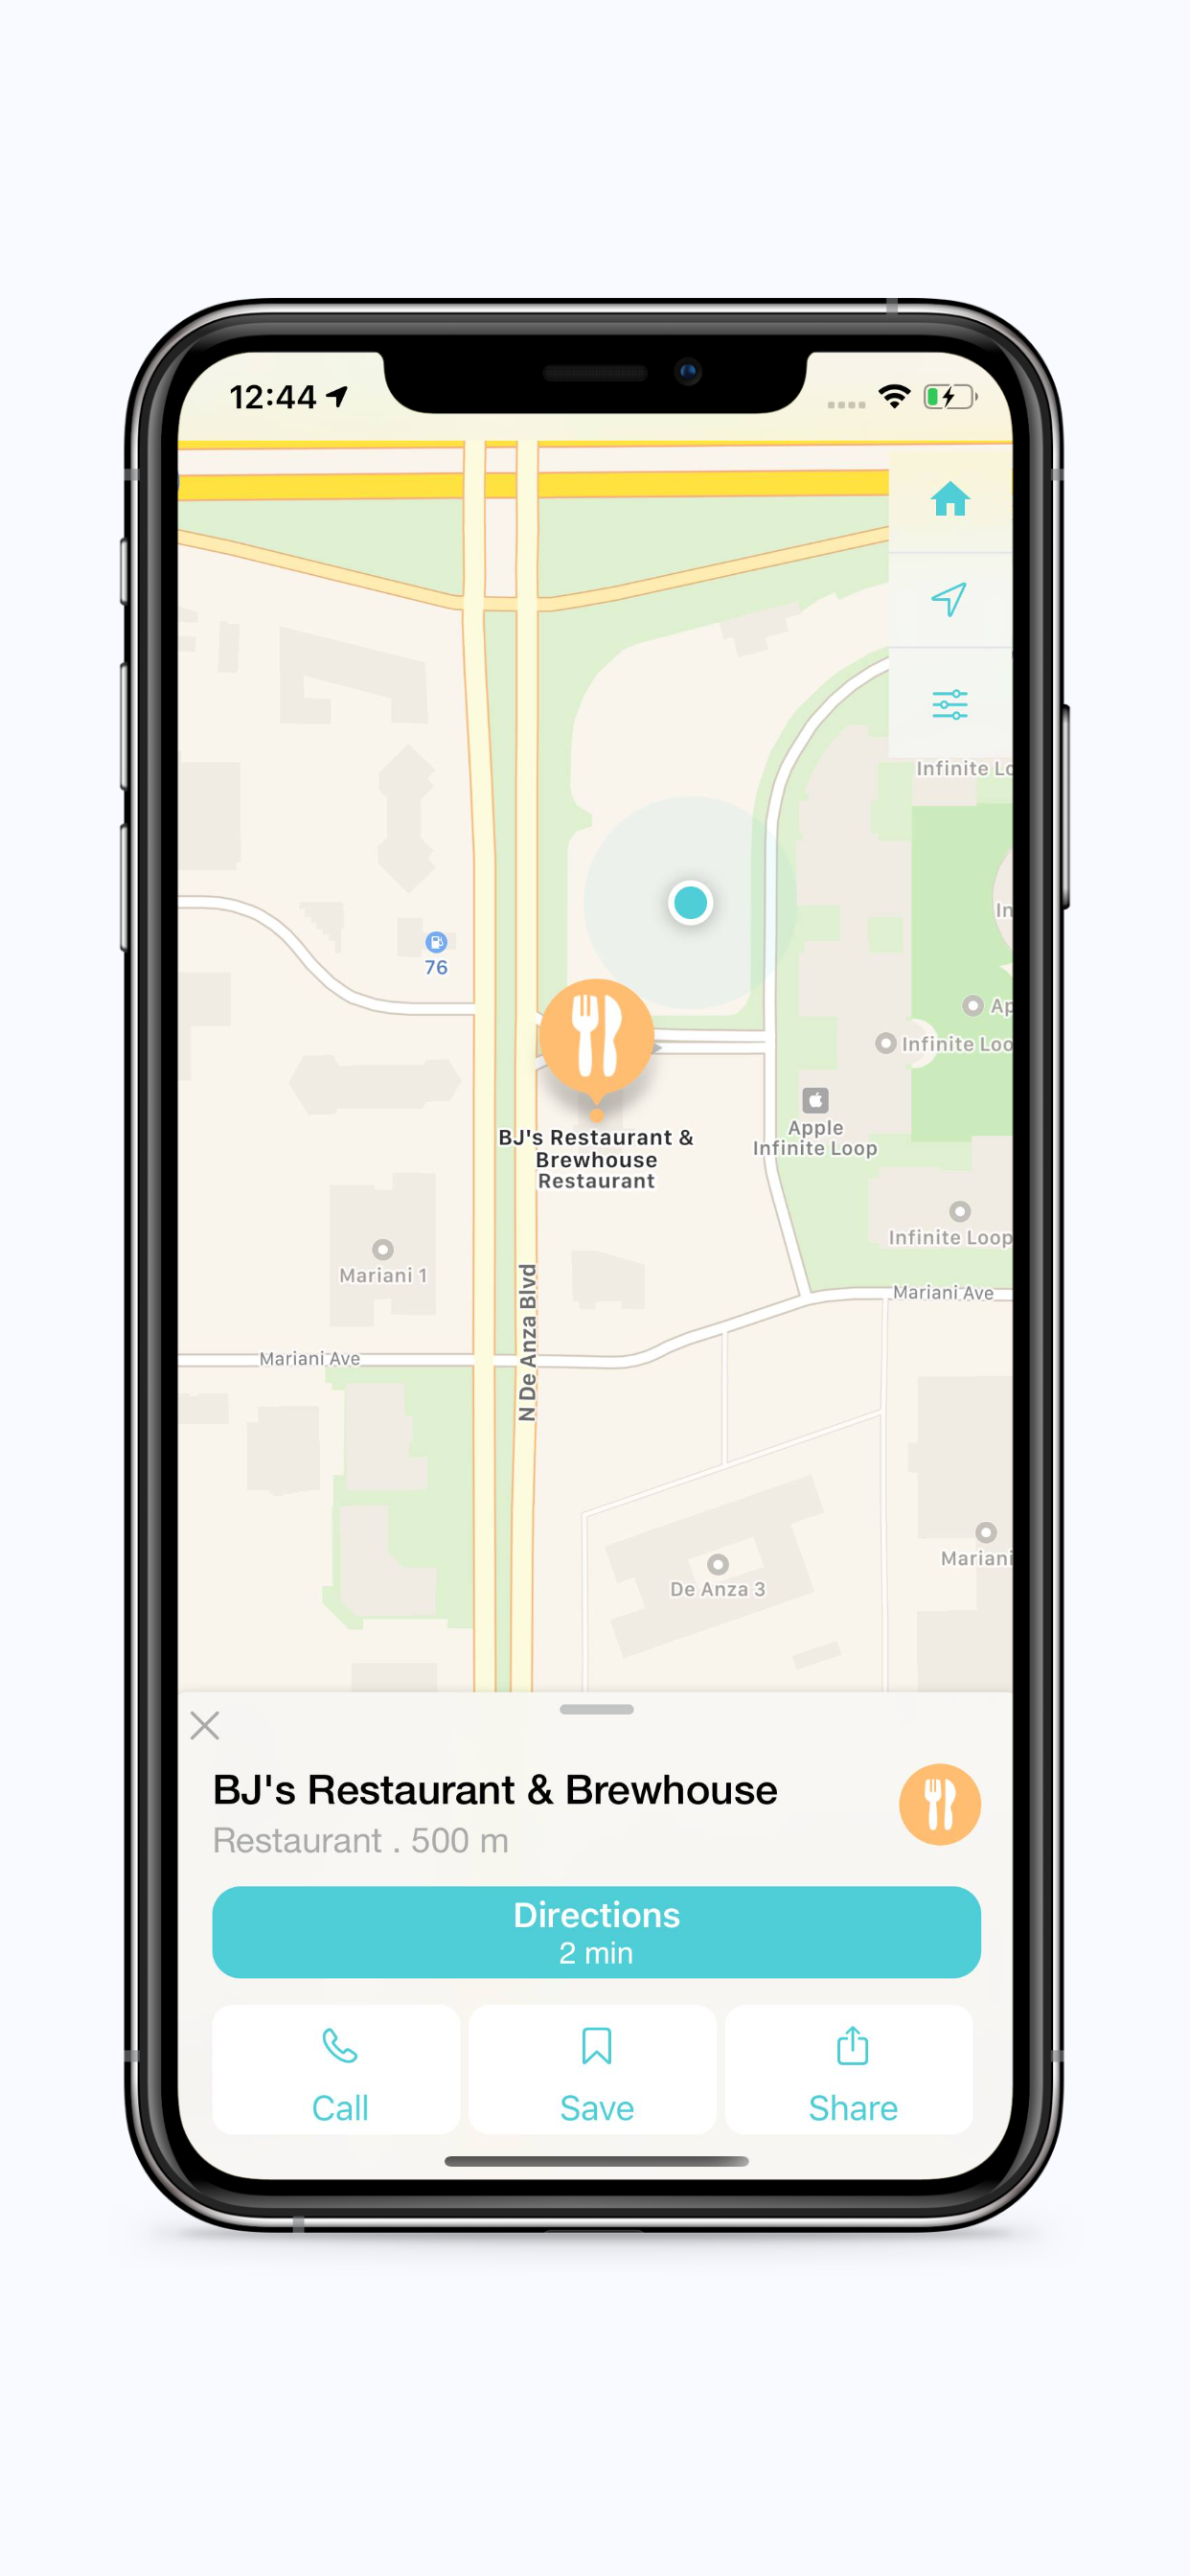 12:44
Infinite Lo
In
76
Ap
Infinite Loo
Apple
Infinite Loop
BJ's Restaurant &
Brewhouse
Restaurant
Infinite Loop
Mariani 1
Mariani Ave
N De Anza Blvd
Mariani Ave
Mariani
De Anza 3
BJ's Restaurant & Brewhouse
Restaurant . 500 m
Directions
2 min
Call
Save
Share